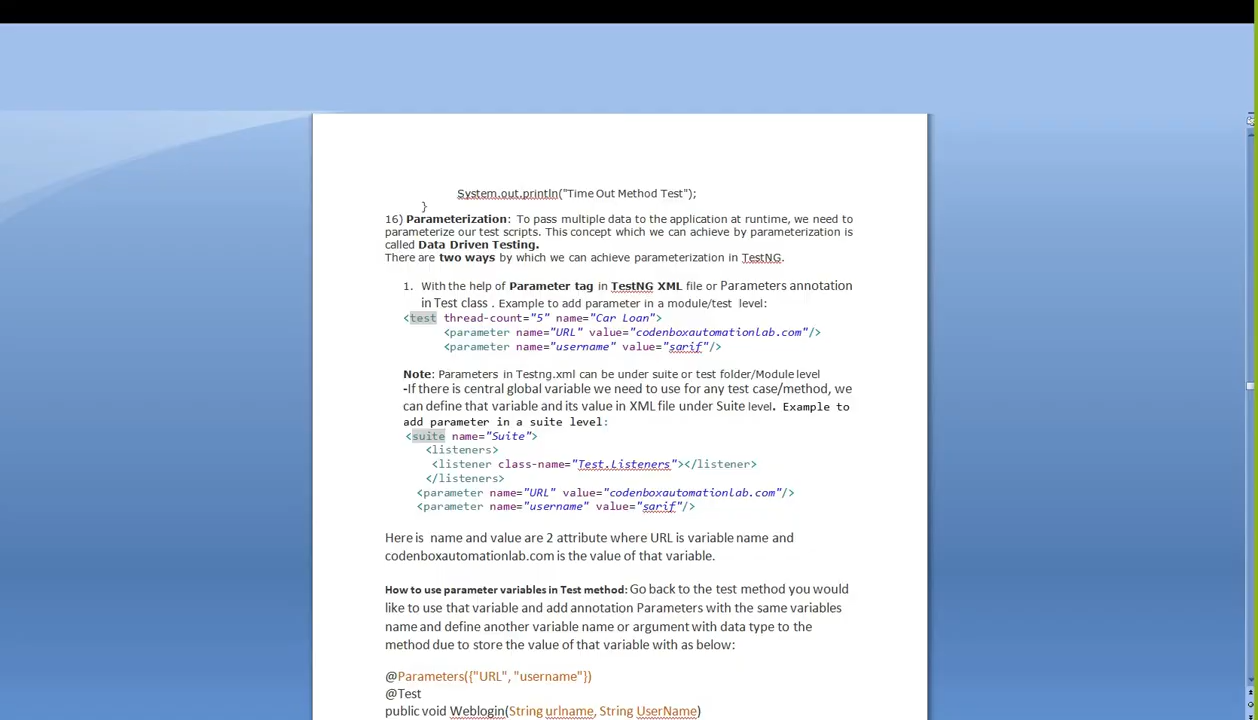 System.out.println("Time Out Method Test");
}
16) Parameterization: To pass multiple data to the application at runtime, we need to
parameterize our test scripts. This concept which we can achieve by parameterization is
called Data Driven Testing.
There are two ways by which we can achieve parameterization in TestNG.
1. With the help of Parameter tag in TestNG XML file or Parameters annotation
in Test class . Example to add parameter in a module/test level:
<test thread-count="5" name="Car Loan">
<parameter name="URL" value="codenboxautomationlab.com"/>
<parameter name="username" value="sarif"/>
Note: Parameters in Testng.xml can be under suite or test folder/Module level
-If there is central global variable we need to use for any test case/method, we
can define that variable and its value in XML file under Suite level. Example to
add parameter in a suite level:
<suite name="Suite">
<listeners>
<listener class-name="Test.Listeners"></listener>
</listeners>
<parameter name="URL" value="codenboxautomationlab.com"/>
<parameter name="username" value="sarif"/>
Here is name and value are 2 attribute where URL is variable name and
codenboxautomationlab.com is the value of that variable.
How to use parameter variables in Test method: Go back to the test method you would
like to use that variable and add annotation Parameters with the same variables
name and define another variable name or argument with data type to the
method due to store the value of that variable with as below:
@Parameters({"URL", "username"})
@Test
public void Weblogin(String urlname, String UserName)